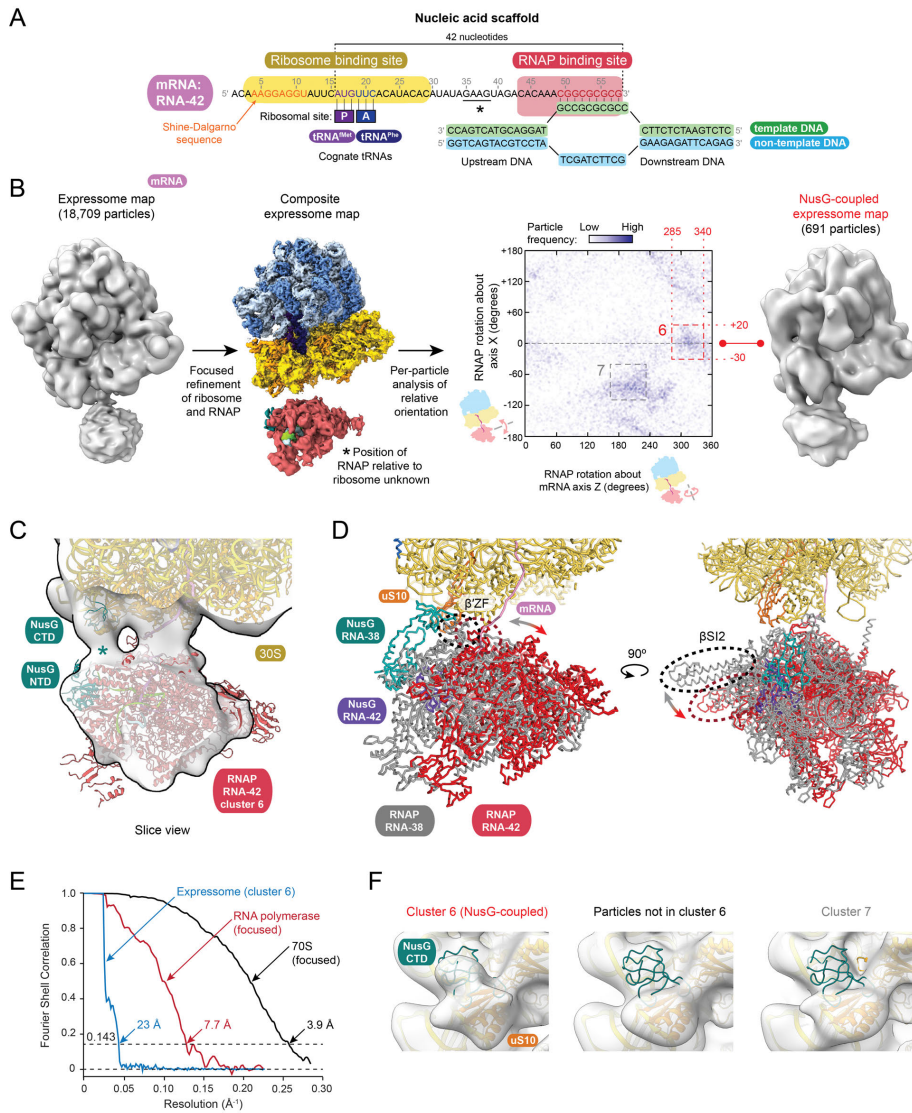 A
Nucleic acid scaffold
42 nucleotides
Ribosome binding site
RNAP binding site
mRNA:
RNA-42
5 10 15 20 25 30 35 40 45 50 55
5' ACAAAGGAGGUAUUCAUGUUCACAUACAUAUAGAAGUAGACACAAACGGCGCGCG3'
GCCGCGCGCC
*
Shine-Dalgarno
sequence
Ribosomal site: P A
tRNAfMet tRNAPhe
Cognate tRNAs
3' CCAGTCATGCAGGAT CTTCTCTAAGTCTC 5' template DNA
5' GGTCAGTACGTCCTA GAAGAGATTCAGAG 3' non-template DNA
TCGATCTTCG
Upstream DNA
Downstream DNA
B
mRNA
Expressome map
(18,709 particles)
Focused
refinement
of ribosome
and RNAP
Composite
expressome map
* Position of
RNAP relative to
ribosome unknown
Per-particle
analysis of
relative
orientation
Particle
frequency:
Low High
285 340
+180
+120
+60
0
-60
-120
-180
RNAP rotation about
axis X (degrees)
6
7
+20
-30
0 60 120 180 240 300 360
RNAP rotation about
mRNA axis Z (degrees)
NusG-coupled
expressome map
(691 particles)
C
NusG
CTD
*
NusG
NTD
30S
RNAP
RNA-42
cluster 6
Slice view
D
uS10
β'ZF
mRNA
NusG
RNA-38
NusG
RNA-42
RNAP
RNA-38
RNAP
RNA-42
90º
βSI2
E
Fourier Shell Correlation
1.0
0.8
0.6
0.4
0.2
0
0.143
Expressome (cluster 6)
RNA polymerase
(focused)
70S
(focused)
23 Å
7.7 Å
3.9 Å
0 0.05 0.10 0.15 0.20 0.25 0.30
Resolution (Å-1)
F
Cluster 6 (NusG-coupled)
Particles not in cluster 6
Cluster 7
NusG
CTD
uS10